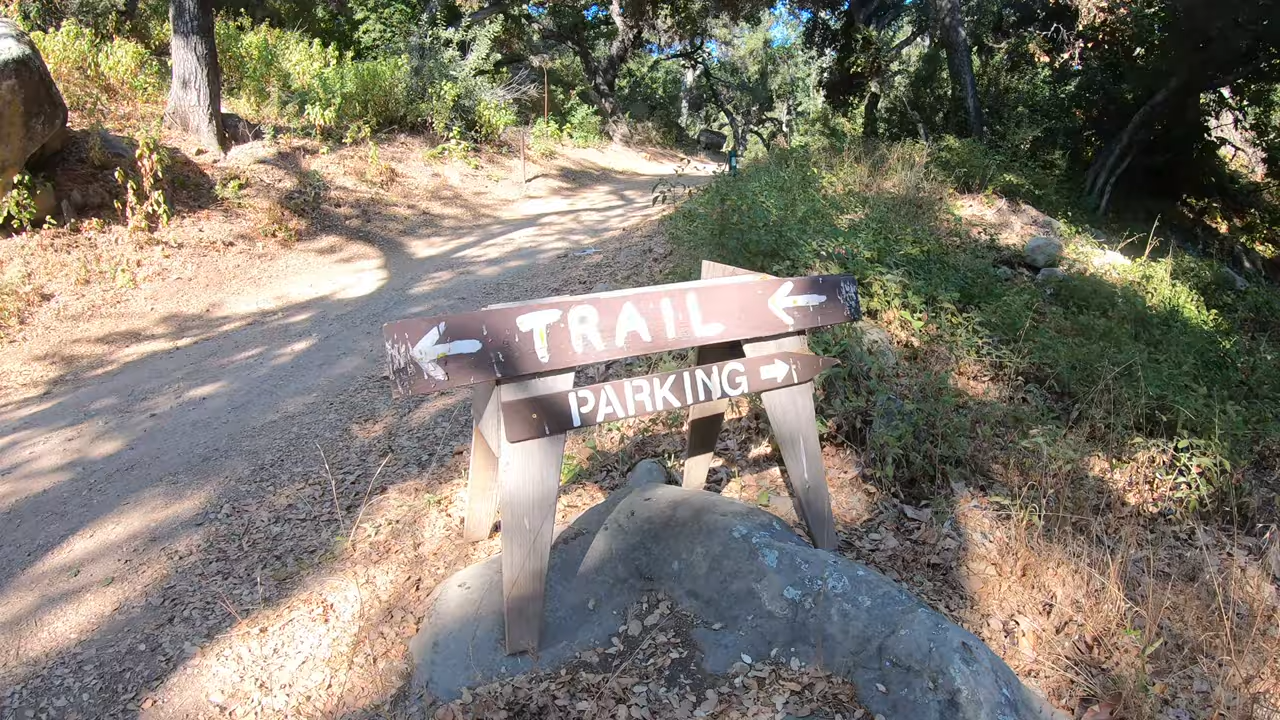 ← TRAIL ←
PARKING →